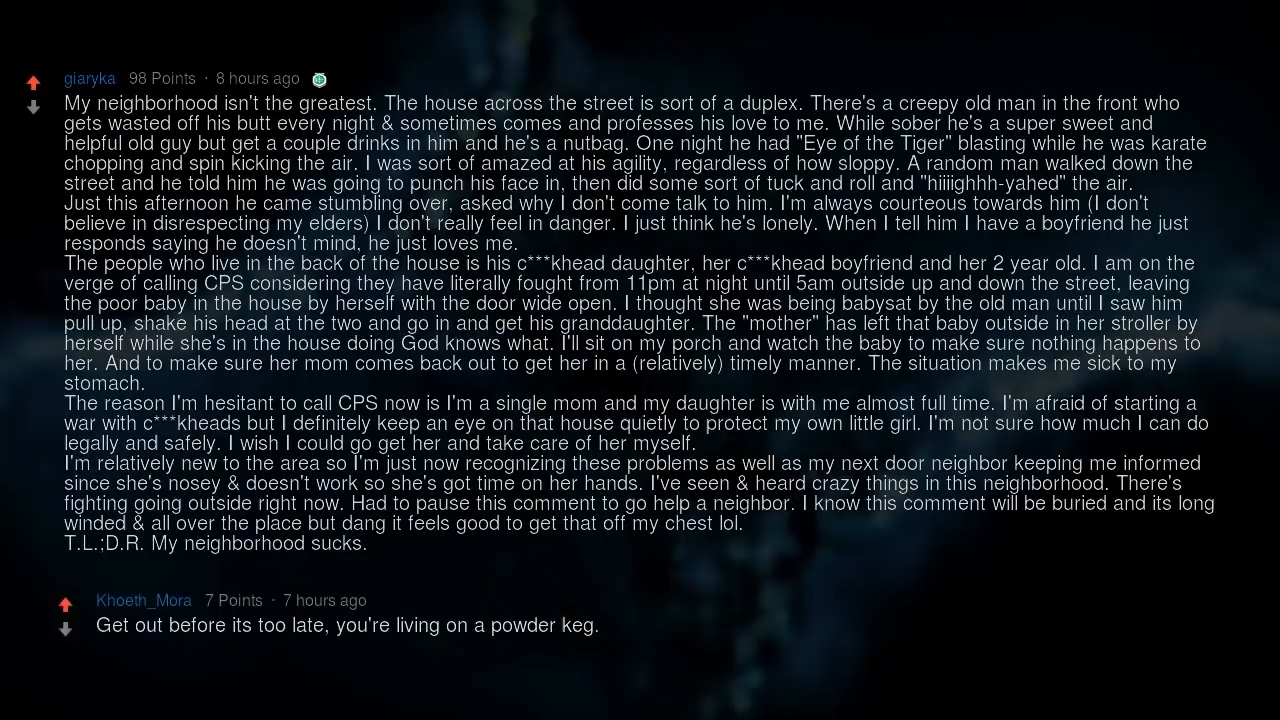 giaryka 98 Points · 8 hours ago
My neighborhood isn't the greatest. The house across the street is sort of a duplex. There's a creepy old man in the front who
gets wasted off his butt every night & sometimes comes and professes his love to me. While sober he's a super sweet and
helpful old guy but get a couple drinks in him and he's a nutbag. One night he had "Eye of the Tiger" blasting while he was karate
chopping and spin kicking the air. I was sort of amazed at his agility, regardless of how sloppy. A random man walked down the
street and he told him he was going to punch his face in, then did some sort of tuck and roll and "hiiiighhh-yahed" the air.
Just this afternoon he came stumbling over, asked why I don't come talk to him. I'm always courteous towards him (I don't
believe in disrespecting my elders) I don't really feel in danger. I just think he's lonely. When I tell him I have a boyfriend he just
responds saying he doesn't mind, he just loves me.
The people who live in the back of the house is his c***khead daughter, her c***khead boyfriend and her 2 year old. I am on the
verge of calling CPS considering they have literally fought from 11pm at night until 5am outside up and down the street, leaving
the poor baby in the house by herself with the door wide open. I thought she was being babysat by the old man until I saw him
pull up, shake his head at the two and go in and get his granddaughter. The "mother" has left that baby outside in her stroller by
herself while she's in the house doing God knows what. I'll sit on my porch and watch the baby to make sure nothing happens to
her. And to make sure her mom comes back out to get her in a (relatively) timely manner. The situation makes me sick to my
stomach.
The reason I'm hesitant to call CPS now is I'm a single mom and my daughter is with me almost full time. I'm afraid of starting a
war with c***kheads but I definitely keep an eye on that house quietly to protect my own little girl. I'm not sure how much I can do
legally and safely. I wish I could go get her and take care of her myself.
I'm relatively new to the area so I'm just now recognizing these problems as well as my next door neighbor keeping me informed
since she's nosey & doesn't work so she's got time on her hands. I've seen & heard crazy things in this neighborhood. There's
fighting going outside right now. Had to pause this comment to go help a neighbor. I know this comment will be buried and its long
winded & all over the place but dang it feels good to get that off my chest lol.
T.L.;D.R. My neighborhood sucks.
Khoeth_Mora 7 Points · 7 hours ago
Get out before its too late, you're living on a powder keg.